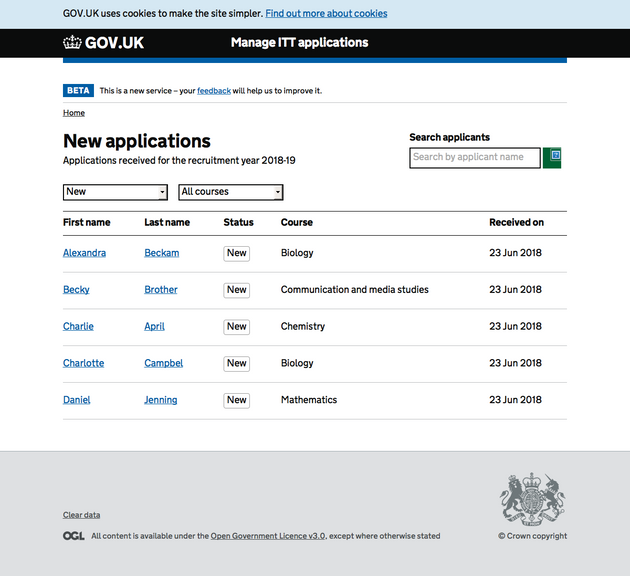 GOV.UK uses cookies to make the site simpler. Find out more about cookies
GOV.UK Manage ITT applications
BETA This is a new service – your feedback will help us to improve it.
Home
New applications
Applications received for the recruitment year 2018-19
Search applicants
Search by applicant name
New All courses
First name Last name Status Course Received on
Alexandra Beckam New Biology 23 Jun 2018
Becky Brother New Communication and media studies 23 Jun 2018
Charlie April New Chemistry 23 Jun 2018
Charlotte Campbel New Biology 23 Jun 2018
Daniel Jenning New Mathematics 23 Jun 2018
Clear data
OGL All content is available under the Open Government Licence v3.0, except where otherwise stated
© Crown copyright